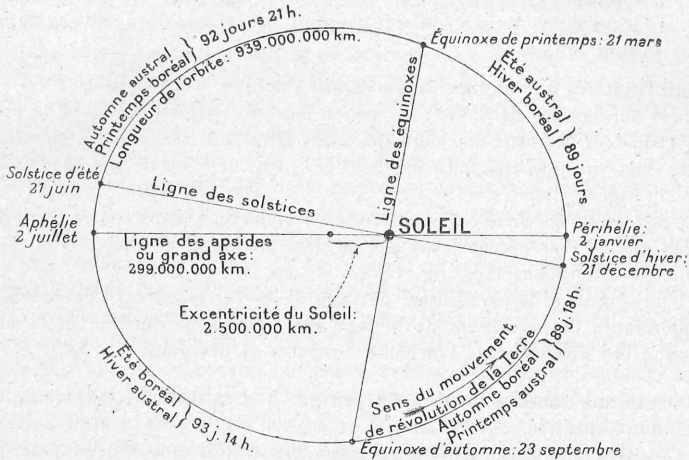 Automne austral
Printemps boréal
} 92 jours 21 h.
Longueur de l'orbite: 939.000.000 km.
Équinoxe de printemps: 21 mars
Été austral
Hiver boréal
} 89 jours
Ligne des équinoxes
Solstice d'été
21 juin
Ligne des solstices
SOLEIL
Aphélie
2 juillet
Ligne des apsides
ou grand axe:
299.000.000 km.
Périhélie:
2 janvier
Solstice d'hiver:
21 décembre
Excentricité du Soleil:
2.500.000 km.
Été boréal
Hiver austral
} 93 j. 14 h.
Sens du mouvement
de révolution de la Terre
Automne boréal
Printemps austral
} 89 j. 18 h.
Équinoxe d'automne: 23 septembre